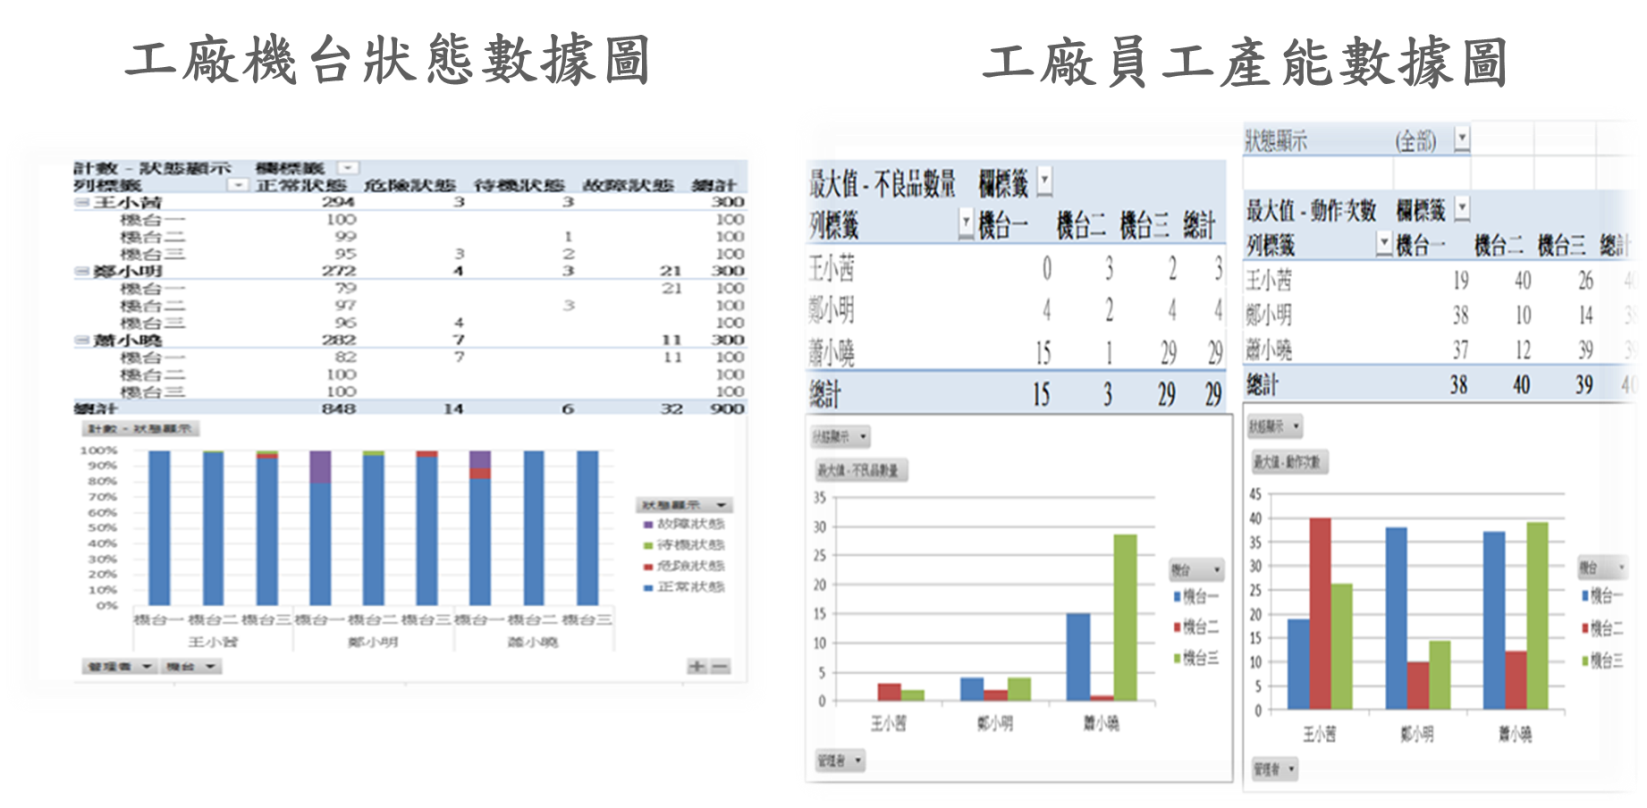 工廠機台狀態數據圖
計數 - 狀態顯示 欄標籤
列標籤 正常狀態 危險狀態 待機狀態 故障狀態 總計
王小茜 294 3 3 300
機台一 100 100
機台二 99 1 100
機台三 95 3 2 100
鄭小明 272 4 3 21 300
機台一 79 21 100
機台二 97 3 100
機台三 96 4 100
蕭小曉 282 7 11 300
機台一 82 7 11 100
機台二 100 100
機台三 100 100
總計 848 14 6 32 900
計數 - 狀態顯示
100%
90%
80%
70%
60%
50%
40%
30%
20%
10%
0%
機台一 機台二 機台三 機台一 機台二 機台三 機台一 機台二 機台三
王小茜 鄭小明 蕭小曉
狀態顯示
故障狀態
待機狀態
危險狀態
正常狀態
管理者 機台
工廠員工產能數據圖
最大值 - 不良品數量 欄標籤
列標籤 機台一 機台二 機台三 總計
王小茜 0 3 2 3
鄭小明 4 2 4 4
蕭小曉 15 1 29 29
總計 15 3 29 29
狀態顯示
最大值 - 不良品數量
35
30
25
20
15
10
5
0
王小茜 鄭小明 蕭小曉
機台
機台一
機台二
機台三
管理者
狀態顯示 (全部)
最大值 - 動作次數 欄標籤
列標籤 機台一 機台二 機台三 總計
王小茜 19 40 26 40
鄭小明 38 10 14 38
蕭小曉 37 12 39 39
總計 38 40 39 40
狀態顯示
最大值 - 動作次數
45
40
35
30
25
20
15
10
5
0
王小茜 鄭小明 蕭小曉
機台
機台一
機台二
機台三
管理者